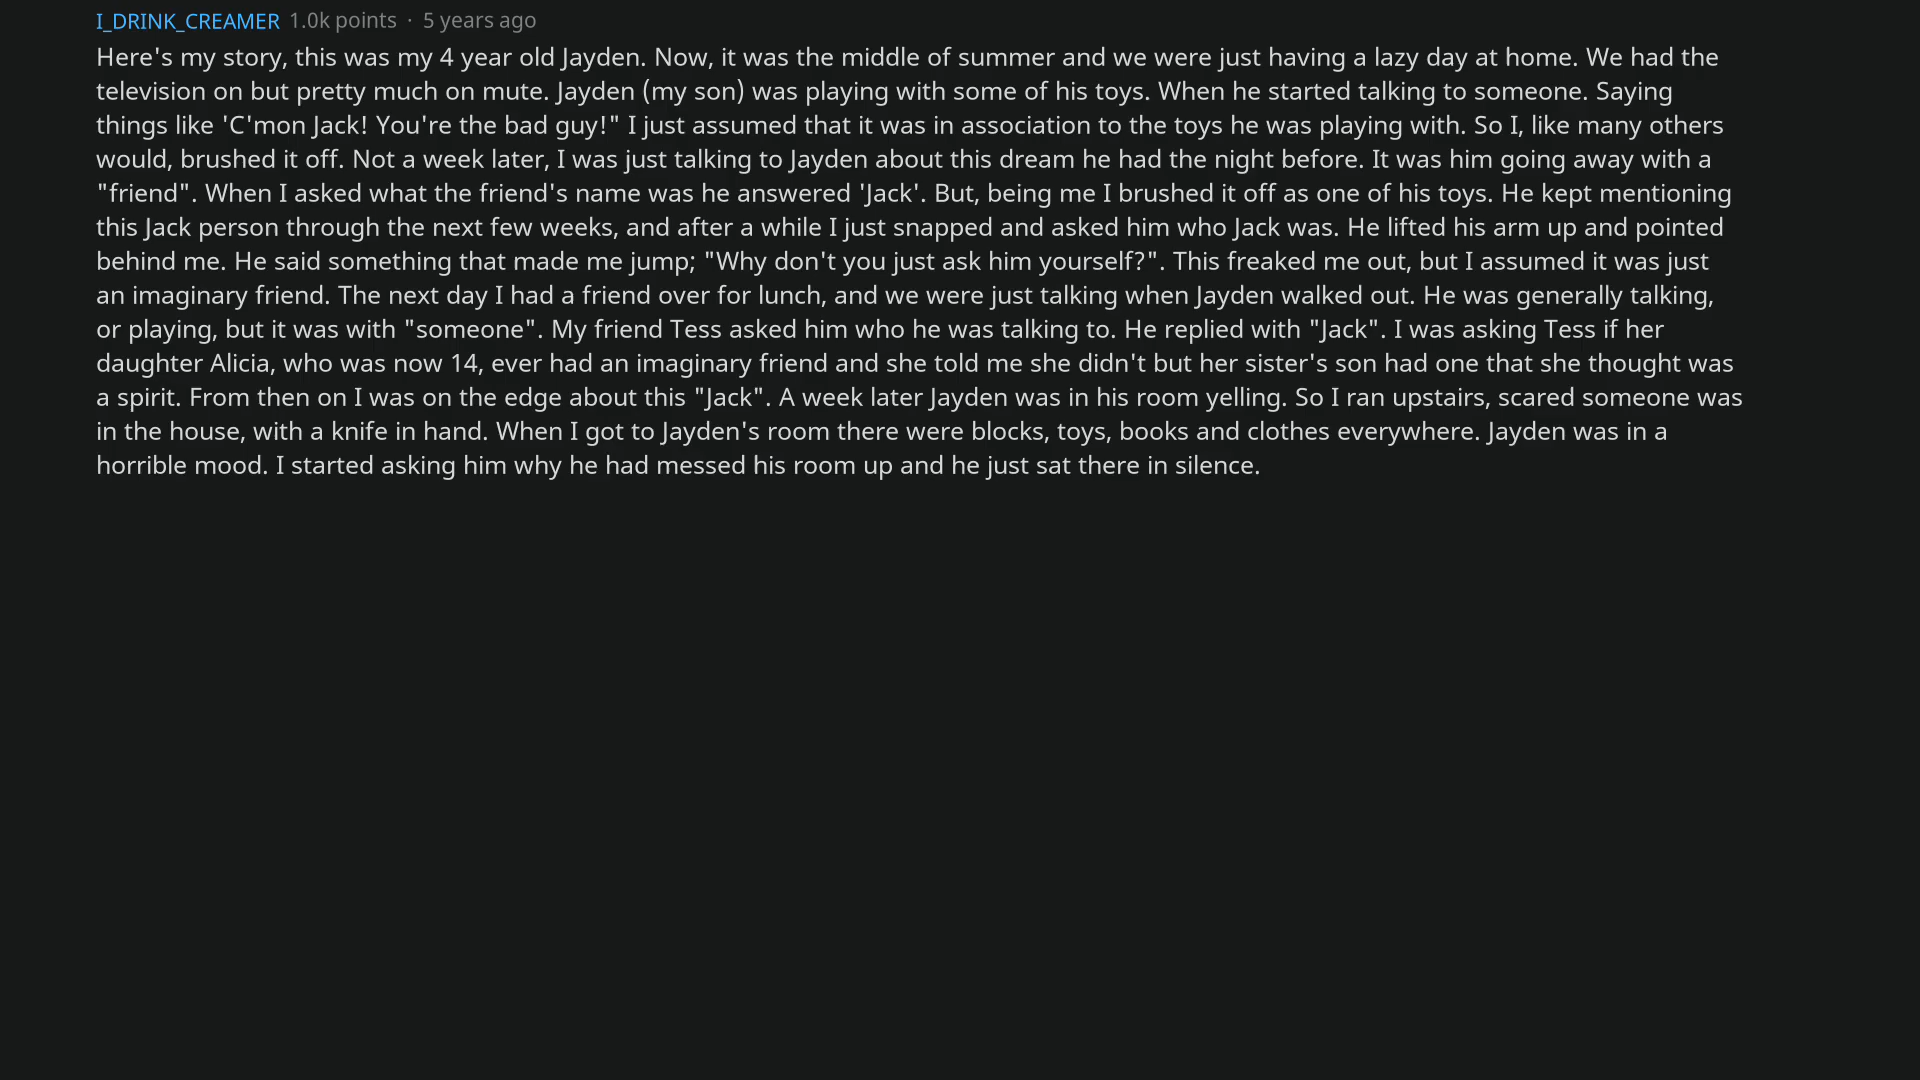 I_DRINK_CREAMER 1.0k points · 5 years ago
Here's my story, this was my 4 year old Jayden. Now, it was the middle of summer and we were just having a lazy day at home. We had the
television on but pretty much on mute. Jayden (my son) was playing with some of his toys. When he started talking to someone. Saying
things like 'C'mon Jack! You're the bad guy!" I just assumed that it was in association to the toys he was playing with. So I, like many others
would, brushed it off. Not a week later, I was just talking to Jayden about this dream he had the night before. It was him going away with a
"friend". When I asked what the friend's name was he answered 'Jack'. But, being me I brushed it off as one of his toys. He kept mentioning
this Jack person through the next few weeks, and after a while I just snapped and asked him who Jack was. He lifted his arm up and pointed
behind me. He said something that made me jump; "Why don't you just ask him yourself?". This freaked me out, but I assumed it was just
an imaginary friend. The next day I had a friend over for lunch, and we were just talking when Jayden walked out. He was generally talking,
or playing, but it was with "someone". My friend Tess asked him who he was talking to. He replied with "Jack". I was asking Tess if her
daughter Alicia, who was now 14, ever had an imaginary friend and she told me she didn't but her sister's son had one that she thought was
a spirit. From then on I was on the edge about this "Jack". A week later Jayden was in his room yelling. So I ran upstairs, scared someone was
in the house, with a knife in hand. When I got to Jayden's room there were blocks, toys, books and clothes everywhere. Jayden was in a
horrible mood. I started asking him why he had messed his room up and he just sat there in silence.